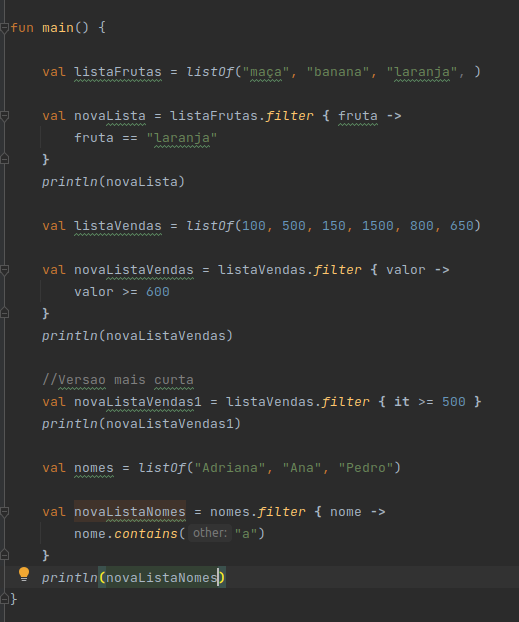 fun main() {
val listaFrutas = listOf("maça", "banana", "laranja", )
val novaLista = listaFrutas.filter { fruta ->
fruta == "laranja"
}
println(novaLista)
val listaVendas = listOf(100, 500, 150, 1500, 800, 650)
val novaListaVendas = listaVendas.filter { valor ->
valor >= 600
}
println(novaListaVendas)
//Versao mais curta
val novaListaVendas1 = listaVendas.filter { it >= 500 }
println(novaListaVendas1)
val nomes = listOf("Adriana", "Ana", "Pedro")
val novaListaNomes = nomes.filter { nome ->
nome.contains( other: "a")
}
println(novaListaNomes)
}